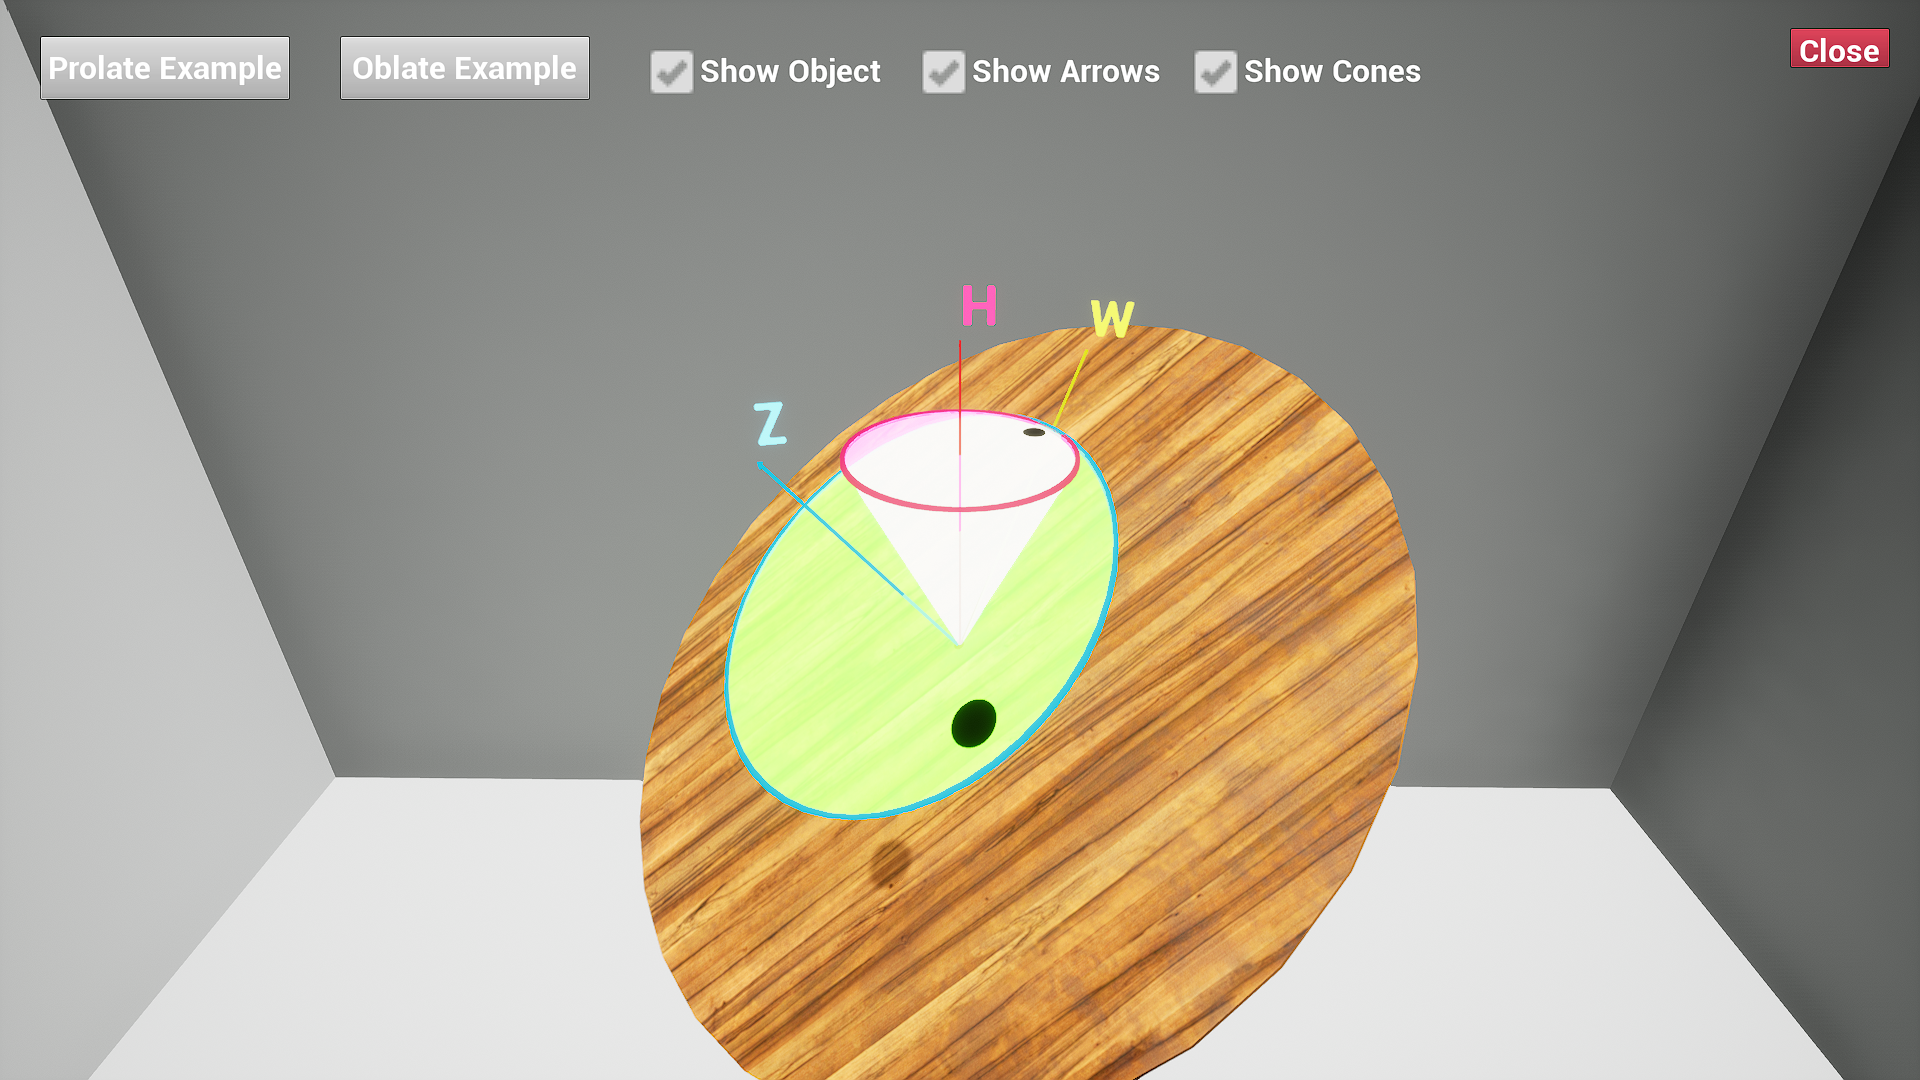 Prolate Example
Oblate Example
Show Object
Show Arrows
Show Cones
Close
H
W
Z